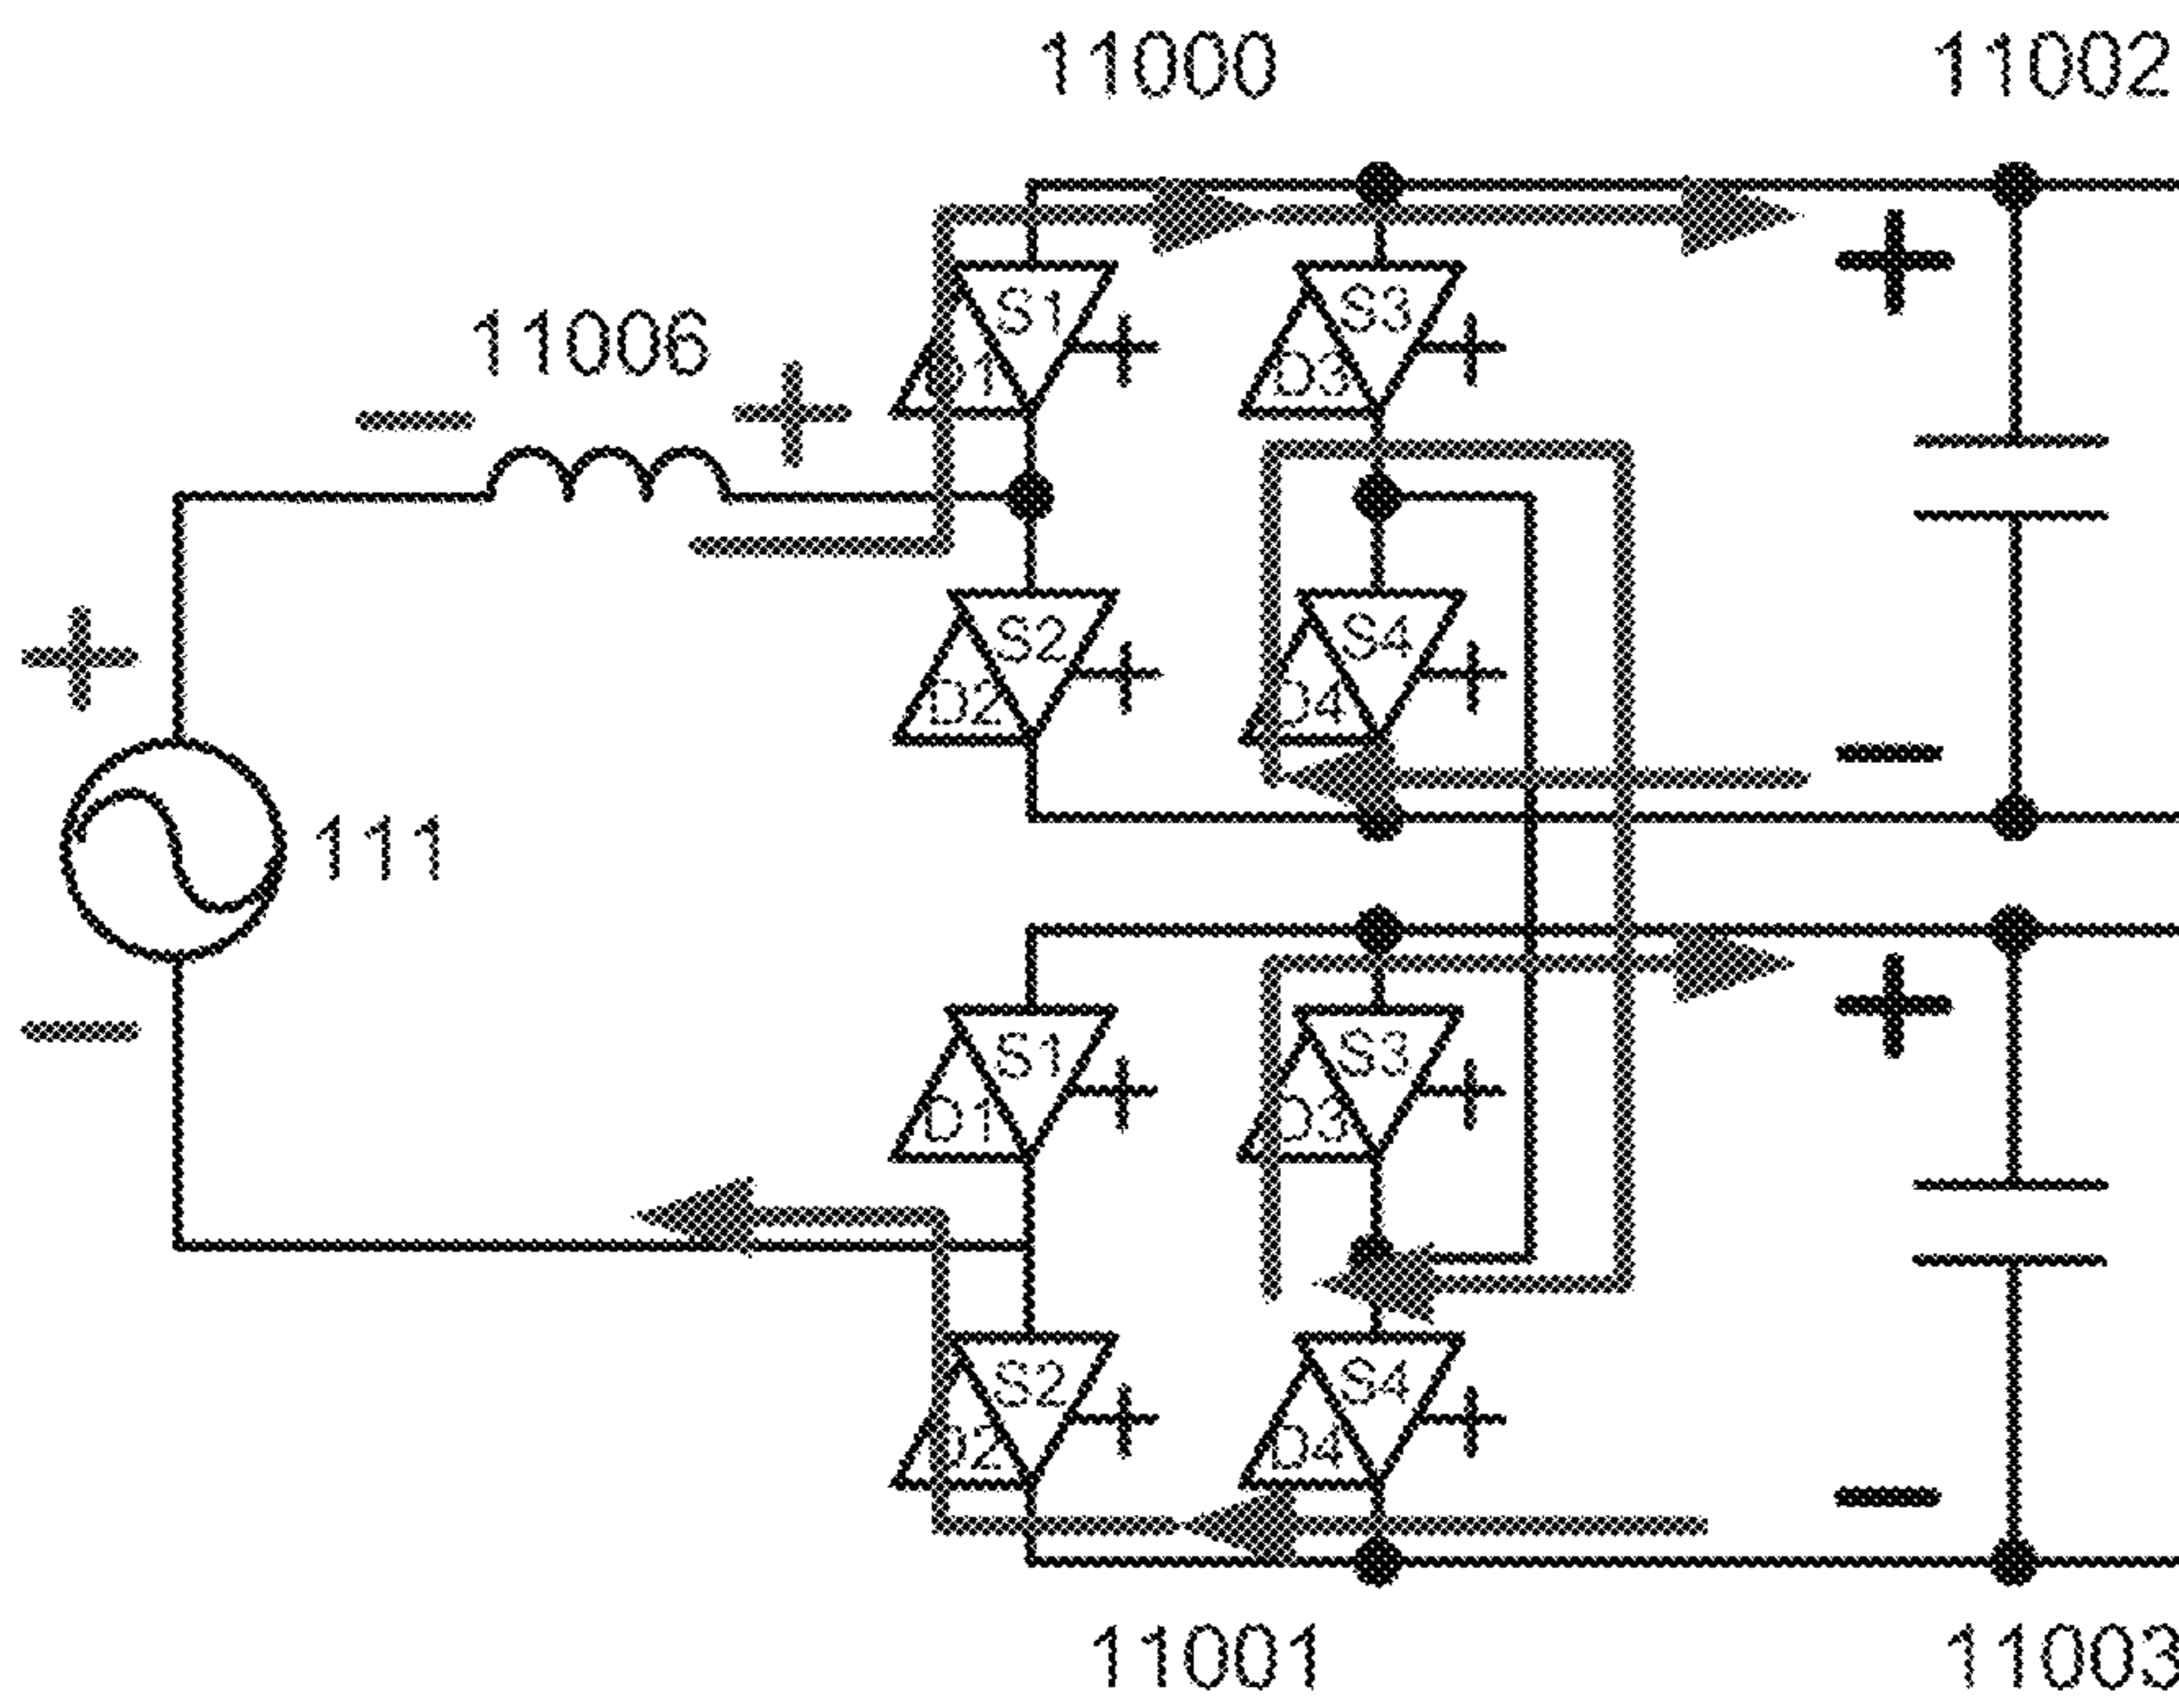 11000 11002
S1 S3
11006 D1 D3
+
−
+
S2 S4
+
D2 D4
−
111
+
−
S1 S3
D1 D3
S2 S4
D2 D4
−
11001 11003